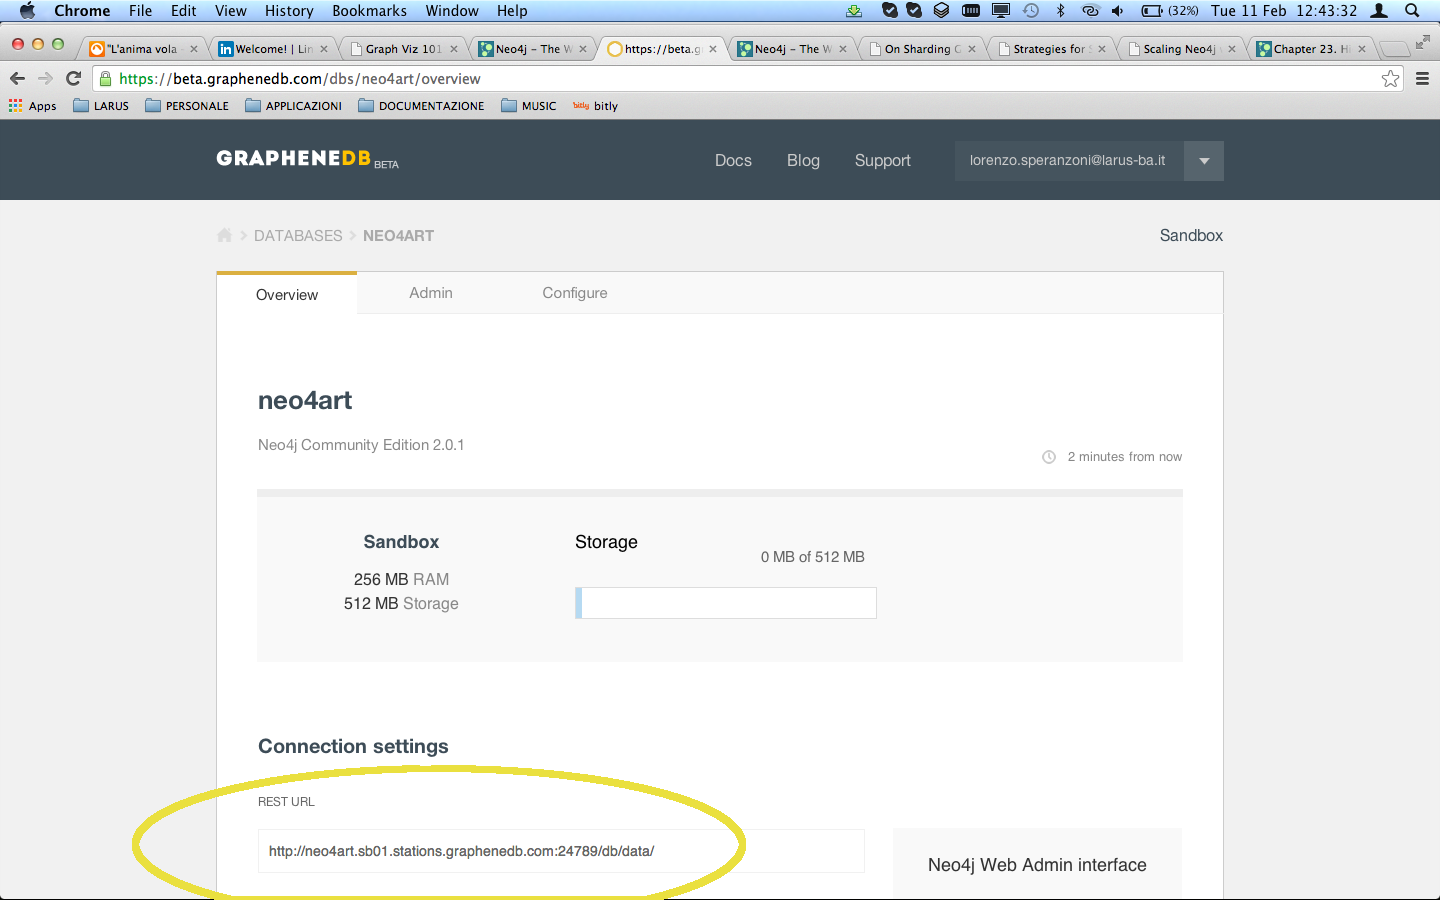 Chrome File Edit View History Bookmarks Window Help (32%) Tue 11 Feb 12:43:32
"L'anima vola Welcome! | Lin Graph Viz 101 Neo4j – The W https://beta.g Neo4j – The W On Sharding G Strategies for S Scaling Neo4j Chapter 23. Hi
https://beta.graphenedb.com/dbs/neo4art/overview
Apps LARUS PERSONALE APPLICAZIONI DOCUMENTAZIONE MUSIC bitly bitly
GRAPHENEDB BETA Docs Blog Support lorenzo.speranzoni@larus-ba.it
DATABASES NEO4ART Sandbox
Overview Admin Configure
neo4art
Neo4j Community Edition 2.0.1
2 minutes from now
Sandbox Storage
0 MB of 512 MB
256 MB RAM
512 MB Storage
Connection settings
REST URL
http://neo4art.sb01.stations.graphenedb.com:24789/db/data/
Neo4j Web Admin interface